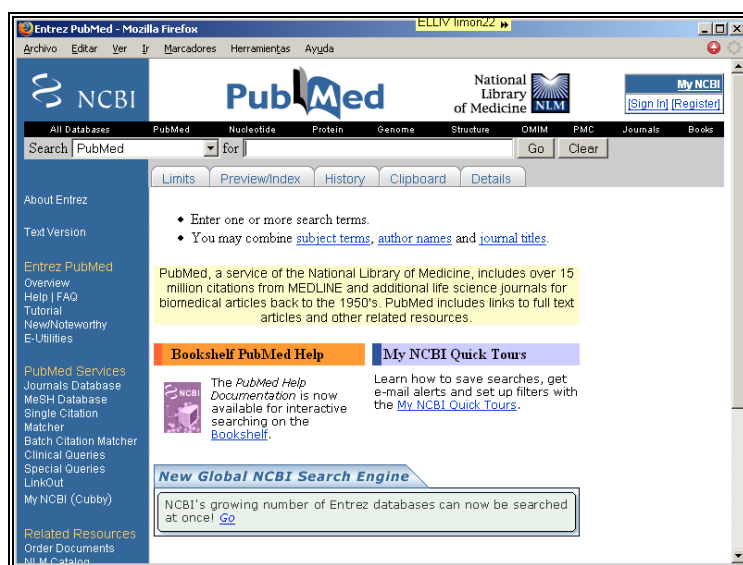 Entrez PubMed - Mozilla Firefox
ELLIV limon22
Archivo Editar Ver Ir Marcadores Herramientas Ayuda
NCBI
PubMed
National
Library
of Medicine NLM
My NCBI
[Sign In] [Register]
All Databases PubMed Nucleotide Protein Genome Structure OMIM PMC Journals Books
Search PubMed for Go Clear
Limits Preview/Index History Clipboard Details
About Entrez
Text Version
Entrez PubMed
Overview
Help | FAQ
Tutorial
New/Noteworthy
E-Utilities
PubMed Services
Journals Database
MeSH Database
Single Citation
Matcher
Batch Citation Matcher
Clinical Queries
Special Queries
LinkOut
My NCBI (Cubby)
Related Resources
Order Documents
NLM Catalog
• Enter one or more search terms.
• You may combine subject terms, author names and journal titles.
PubMed, a service of the National Library of Medicine, includes over 15
million citations from MEDLINE and additional life science journals for
biomedical articles back to the 1950's. PubMed includes links to full text
articles and other related resources.
Bookshelf PubMed Help
NCBI
The PubMed Help
Documentation is now
available for interactive
searching on the
Bookshelf.
My NCBI Quick Tours
Learn how to save searches, get
e-mail alerts and set up filters with
the My NCBI Quick Tours.
New Global NCBI Search Engine
NCBI's growing number of Entrez databases can now be searched
at once! Go